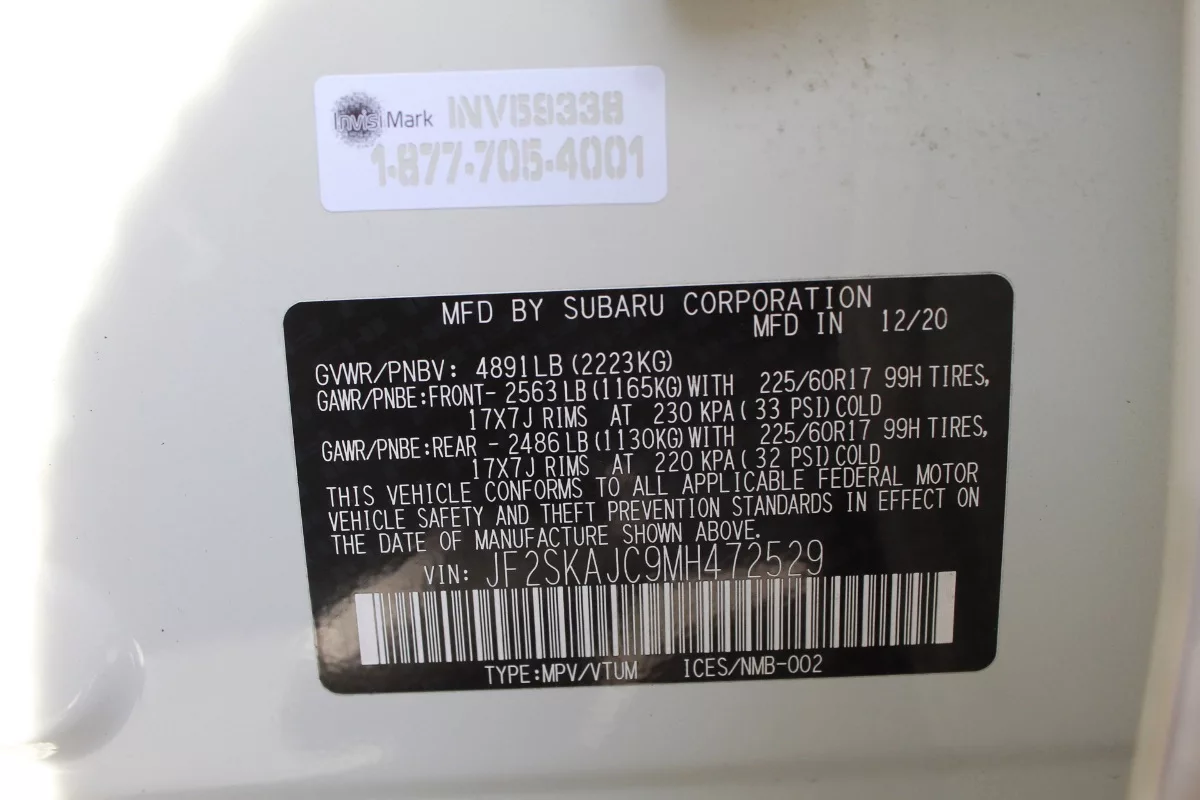 InvisiMark INV59338
1-877-705-4001
MFD BY SUBARU CORPORATION
MFD IN 12/20
GVWR/PNBV: 4891LB (2223KG)
GAWR/PNBE:FRONT- 2563LB (1165KG)WITH 225/60R17 99H TIRES,
17X7J RIMS AT 230 KPA( 33 PSI)COLD
GAWR/PNBE:REAR - 2486LB (1130KG)WITH 225/60R17 99H TIRES,
17X7J RIMS AT 220 KPA( 32 PSI)COLD
THIS VEHICLE CONFORMS TO ALL APPLICABLE FEDERAL MOTOR
VEHICLE SAFETY AND THEFT PREVENTION STANDARDS IN EFFECT ON
THE DATE OF MANUFACTURE SHOWN ABOVE.
VIN: JF2SKAJC9MH472529
TYPE:MPV/VTUM ICES/NMB-002